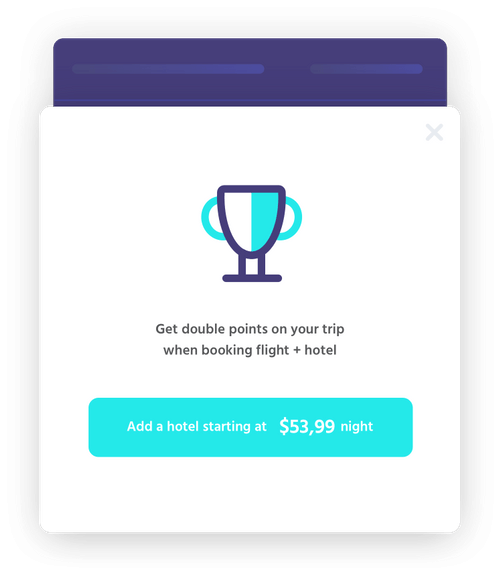 Get double points on your trip
when booking flight + hotel
Add a hotel starting at $53,99 night